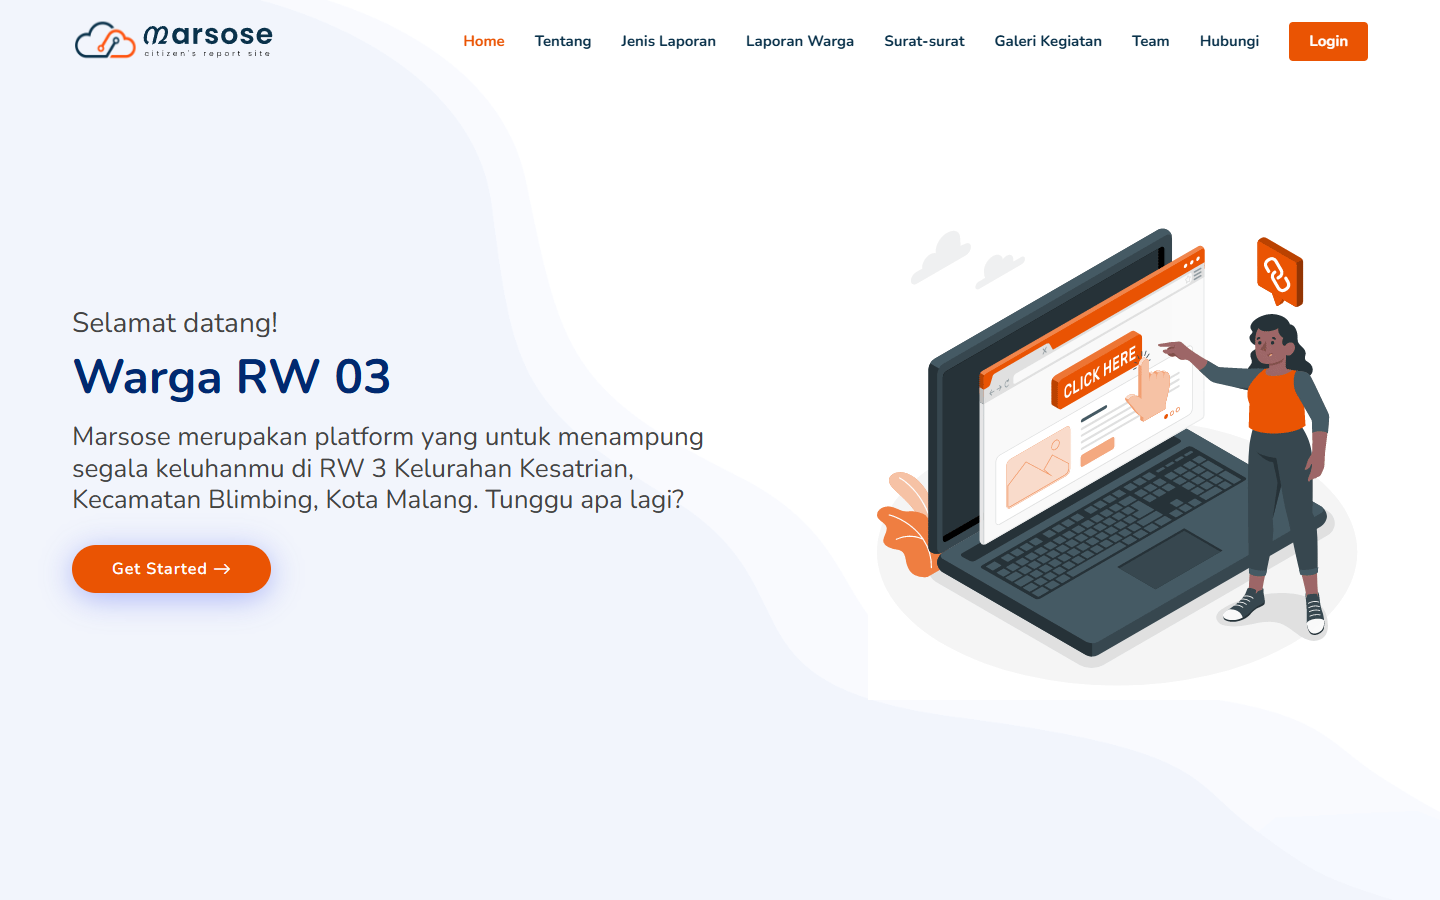 Marsose
citizen's report site
Home Tentang Jenis Laporan Laporan Warga Surat-surat Galeri Kegiatan Team Hubungi Login
Selamat datang!
Warga RW 03
Marsose merupakan platform yang untuk menampung
segala keluhanmu di RW 3 Kelurahan Kesatrian,
Kecamatan Blimbing, Kota Malang. Tunggu apa lagi?
Get Started →
CLICK HERE